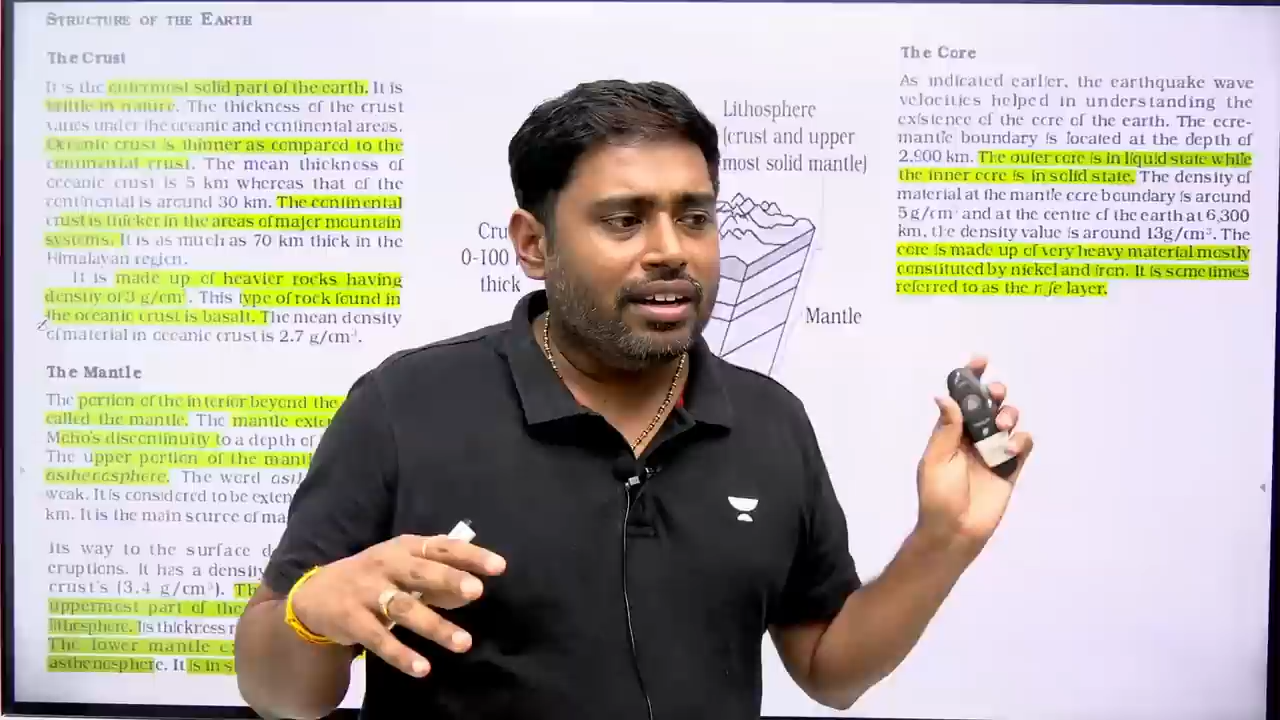 STRUCTURE OF THE EARTH
The Crust
It is the outermost solid part of the earth. It is
brittle in nature. The thickness of the crust
varies under the oceanic and continental areas.
Oceanic crust is thinner as compared to the
continental crust. The mean thickness of
oceanic crust is 5 km whereas that of the
continental is around 30 km. The continental
crust is thicker in the areas of major mountain
systems. It is as much as 70 km thick in the
Himalayan region.
It is made up of heavier rocks having
density of 3 g/cm³. This type of rock found in
the oceanic crust is basalt. The mean density
of material in oceanic crust is 2.7 g/cm³.
The Mantle
The portion of the interior beyond the
called the mantle. The mantle
Moho's discontinuity to a depth of
The upper portion of the
asthenosphere. The word
weak. It is considered to be
km. It is the main source of
Its way to the surface
eruptions. It has a density
crust's (3.4 g/cm³).
uppermost part of the
lithosphere. Its thickness
The lower mantle
asthenosphere. It is in
Lithosphere
(crust and upper
most solid mantle)
0-100
thick
Mantle
The Core
As indicated earlier, the earthquake wave
velocities helped in understanding the
existence of the core of the earth. The core-
mantle boundary is located at the depth of
2,900 km. The outer core is in liquid state while
the inner core is in solid state. The density of
material at the mantle core boundary is around
5 g/cm³ and at the centre of the earth at 6,300
km, the density value is around 13g/cm³. The
core is made up of very heavy material mostly
constituted by nickel and iron. It is sometimes
referred to as the nife layer.